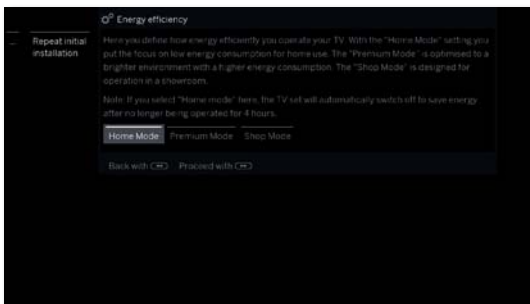 Energy efficiency
Repeat initial
installation
Here you define how energy efficiently you operate your TV. With the "Home Mode" setting you
put the focus on low energy consumption for home use. The "Premium Mode" is optimised to a
brighter environment with a higher energy consumption. The "Shop Mode" is designed for
operation in a showroom.
Note: If you select "Home mode" here, the TV set will automatically switch off to save energy
after no longer being operated for 4 hours.
Home Mode Premium Mode Shop Mode
Back with Proceed with